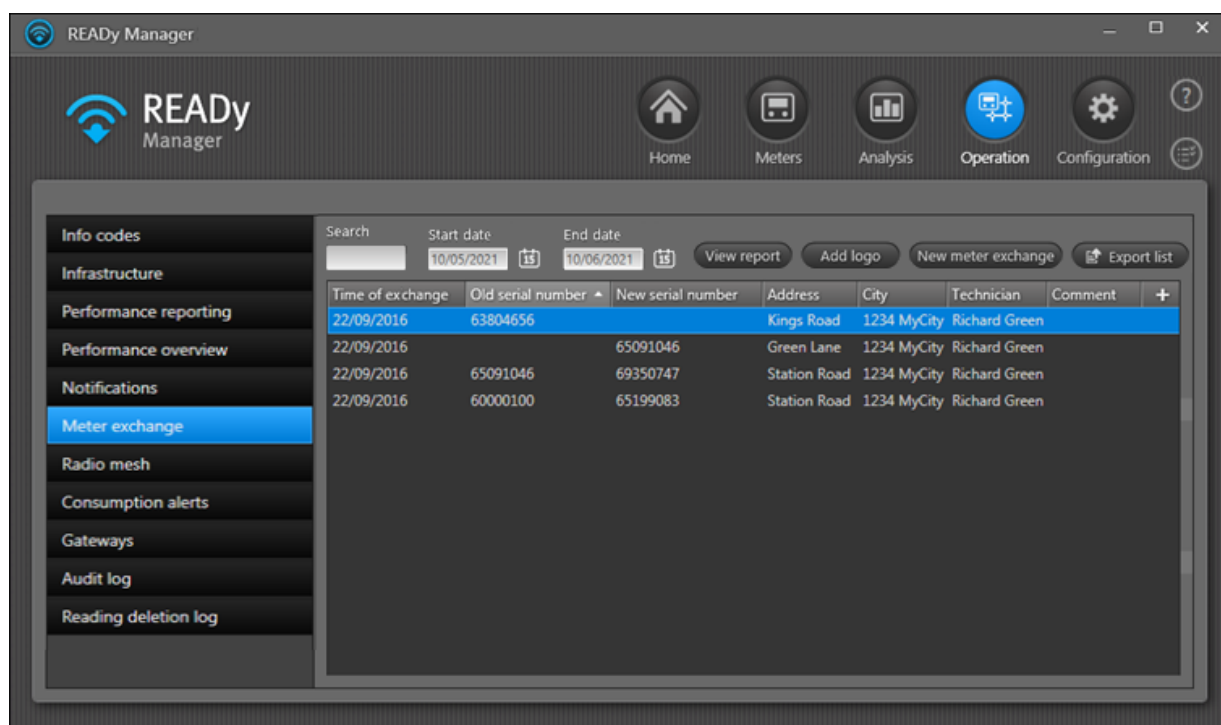 READy Manager
READy
Manager
?
Home Meters Analysis Operation Configuration
Info codes
Infrastructure
Performance reporting
Performance overview
Notifications
Meter exchange
Radio mesh
Consumption alerts
Gateways
Audit log
Reading deletion log
Search Start date End date
10/05/2021 15 10/06/2021 15 View report Add logo New meter exchange Export list
Time of exchange Old serial number New serial number Address City Technician Comment +
22/09/2016 63804656 Kings Road 1234 MyCity Richard Green
22/09/2016 65091046 Green Lane 1234 MyCity Richard Green
22/09/2016 65091046 69350747 Station Road 1234 MyCity Richard Green
22/09/2016 60000100 65199083 Station Road 1234 MyCity Richard Green